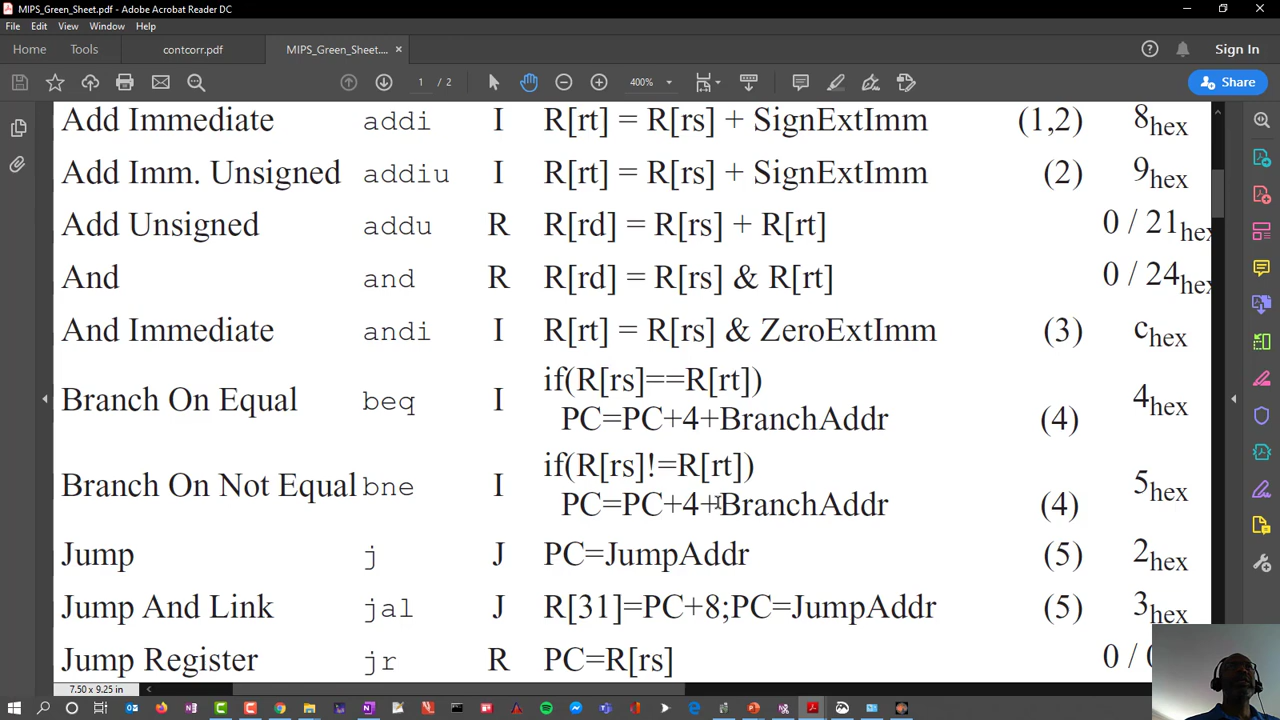 MIPS_Green_Sheet.pdf - Adobe Acrobat Reader DC
File Edit View Window Help
Home Tools contcorr.pdf MIPS_Green_Sheet.... × Sign In
1 / 2 400% Share
Add Immediate addi I R[rt] = R[rs] + SignExtImm (1,2) 8hex
Add Imm. Unsigned addiu I R[rt] = R[rs] + SignExtImm (2) 9hex
Add Unsigned addu R R[rd] = R[rs] + R[rt] 0 / 21hex
And and R R[rd] = R[rs] & R[rt] 0 / 24hex
And Immediate andi I R[rt] = R[rs] & ZeroExtImm (3) chex
if(R[rs]==R[rt])
Branch On Equal beq I PC=PC+4+BranchAddr (4) 4hex
if(R[rs]!=R[rt])
Branch On Not Equal bne I PC=PC+4+BranchAddr (4) 5hex
Jump j J PC=JumpAddr (5) 2hex
Jump And Link jal J R[31]=PC+8;PC=JumpAddr (5) 3hex
Jump Register jr R PC=R[rs] 0 /
7.50 x 9.25 in